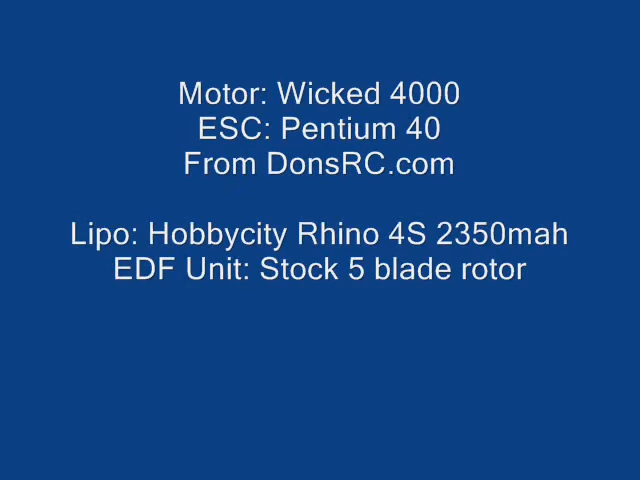 Motor: Wicked 4000
ESC: Pentium 40
From DonsRC.com
Lipo: Hobbycity Rhino 4S 2350mah
EDF Unit: Stock 5 blade rotor